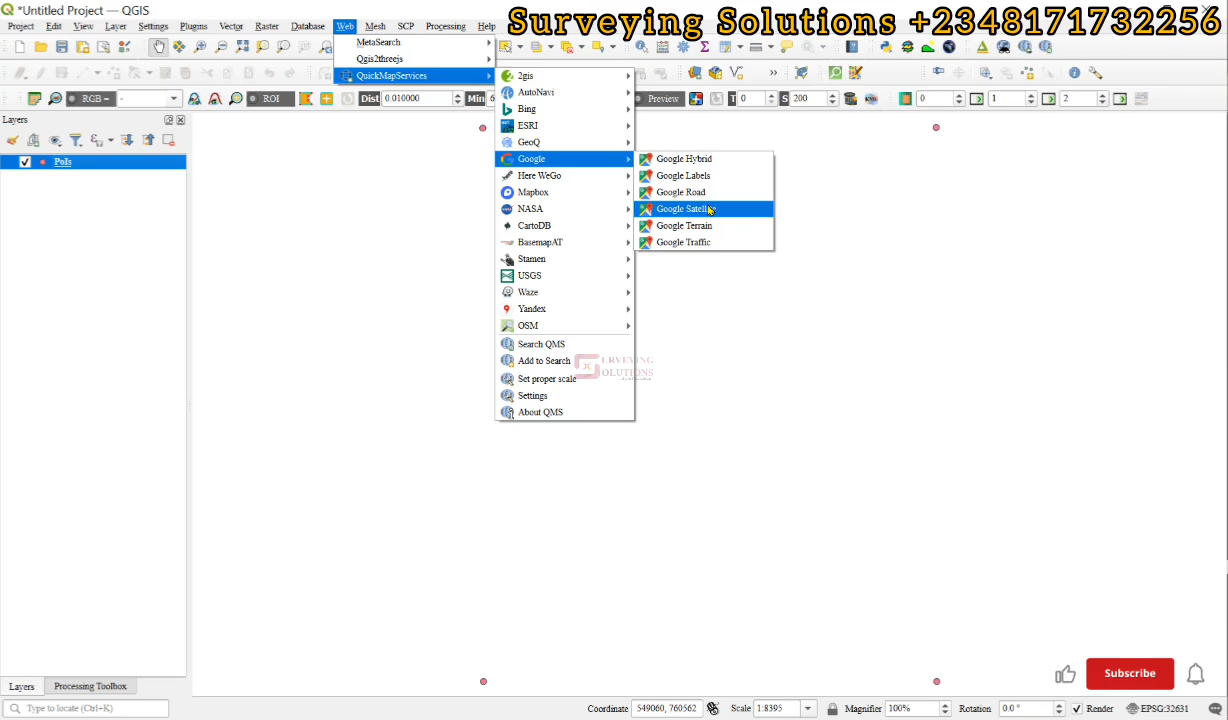 *Untitled Project — QGIS
Surveying Solutions +2348171732256
Project Edit View Layer Settings Plugins Vector Raster Database Web Mesh SCP Processing Help
MetaSearch
Qgis2threejs
QuickMapServices
RGB = - ROI Dist 0.010000 Min 6 Preview T 0 S 200 0 1 2
Layers
PoIs
2gis
AutoNavi
Bing
ESRI
GeoQ
Google
Here WeGo
Mapbox
NASA
CartoDB
BasemapAT
Stamen
USGS
Waze
Yandex
OSM
Search QMS
Add to Search
Set proper scale
Settings
About QMS
Google Hybrid
Google Labels
Google Road
Google Satellite
Google Terrain
Google Traffic
URVEYING
OLUTIONS
Subscribe
Layers Processing Toolbox
Type to locate (Ctrl+K) Coordinate 549060, 760562 Scale 1:8395 Magnifier 100% Rotation 0.0 ° Render EPSG:32631